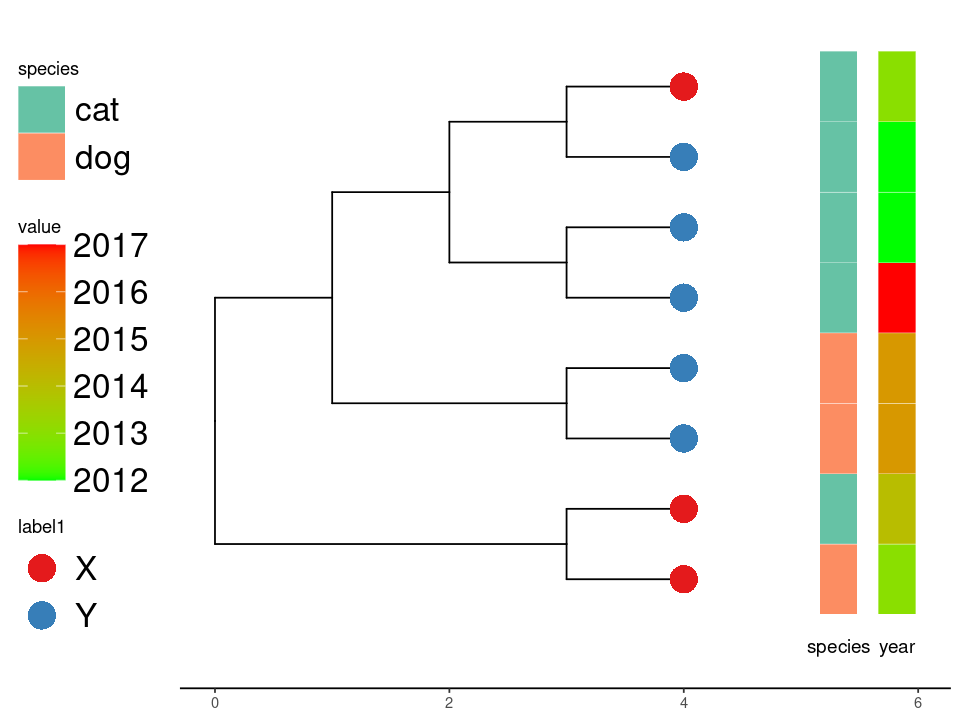 species
cat
dog
value
2017
2016
2015
2014
2013
2012
label1
X
Y
species year
0 2 4 6